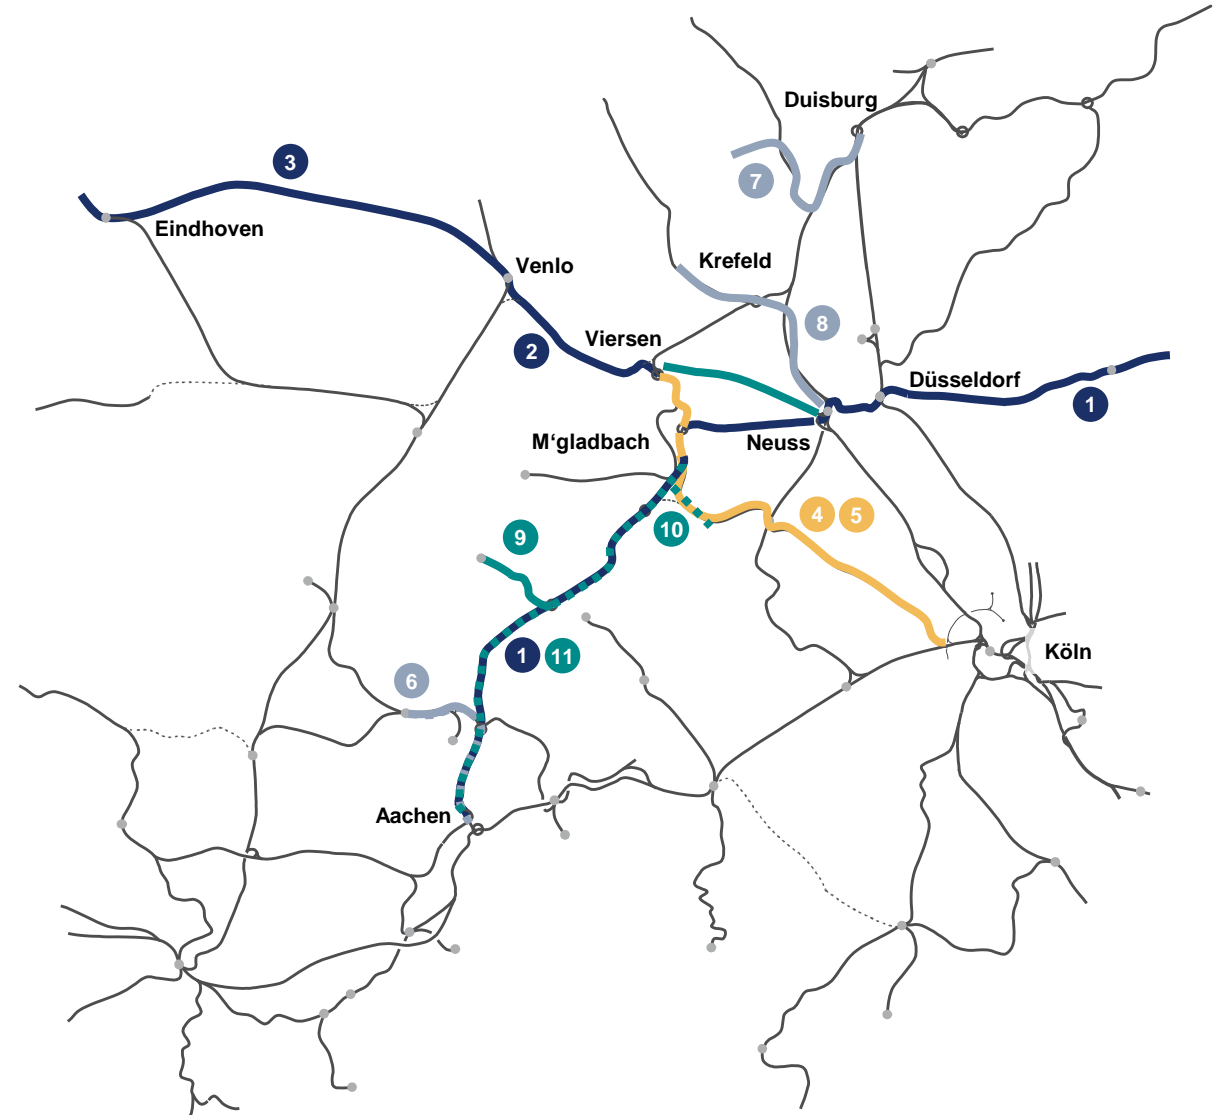 Duisburg
3
7
Eindhoven
Krefeld
Venlo
8
Viersen
2
Düsseldorf
1
M‘gladbach
Neuss
4 5
10
9
1 11
Köln
6
Aachen